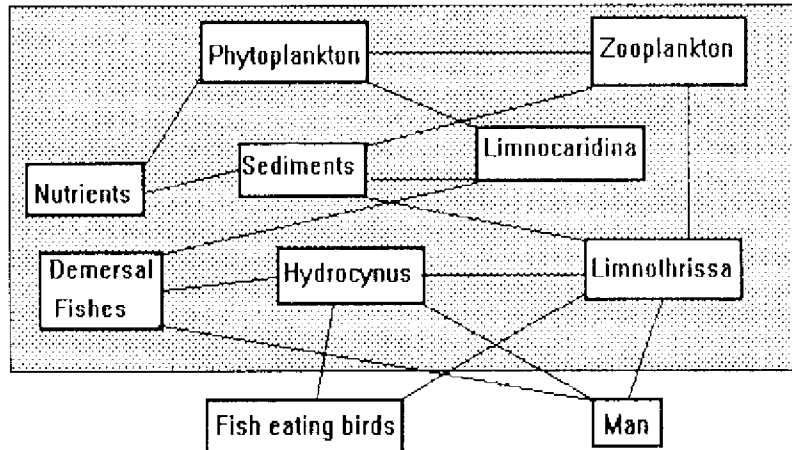 Phytoplankton
Zooplankton
Limnocaridina
Sediments
Nutrients
Demersal
Fishes
Hydrocynus
Limnothrissa
Fish eating birds
Man